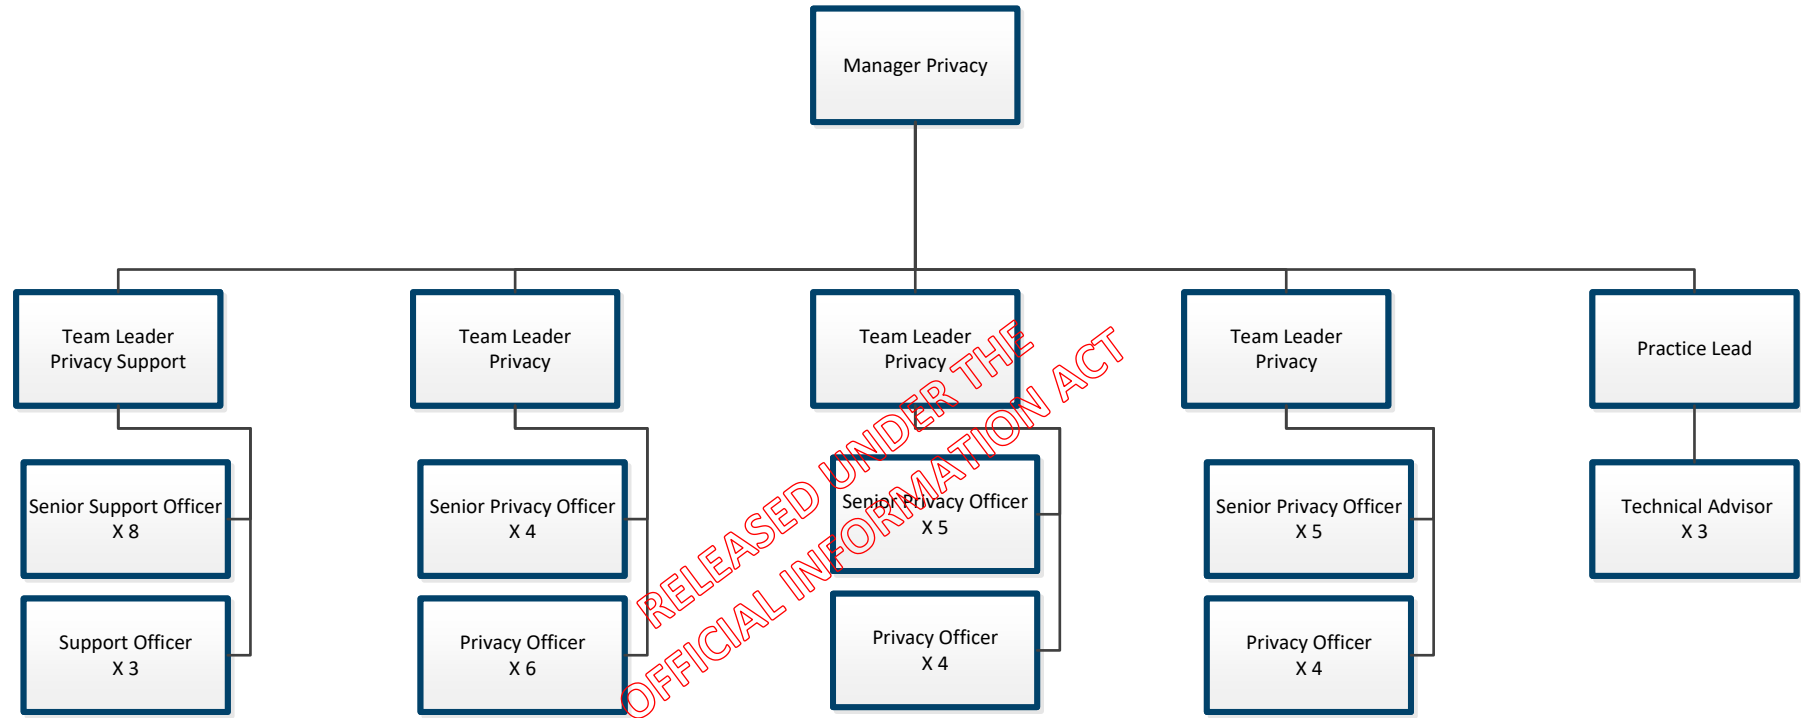 Manager Privacy
Team Leader
Privacy Support
Team Leader
Privacy
Team Leader
Privacy
Team Leader
Privacy
Practice Lead
Senior Support Officer
X 8
Senior Privacy Officer
X 4
Senior Privacy Officer
X 5
Senior Privacy Officer
X 5
Technical Advisor
X 3
Support Officer
X 3
Privacy Officer
X 6
Privacy Officer
X 4
Privacy Officer
X 4
RELEASED UNDER THE
OFFICIAL INFORMATION ACT